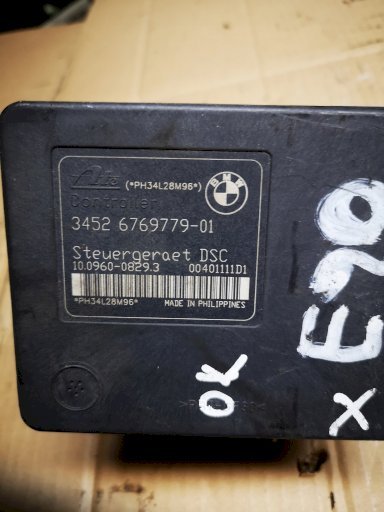 Ate (*PH34L28M96*)
BMW
Controller
3452 6769779-01
Steuergeraet DSC
10.0960-0829.3 00401111D1
*PH34L28M96* MADE IN PHILIPPINES
OK
X E90